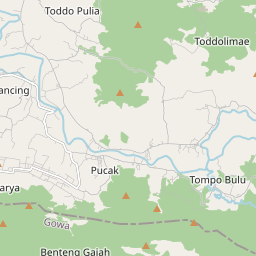 Toddo Pulia
Toddolimae
ancing
Pucak
Tompo Bulu
arya
Gowa
Benteng Gajah